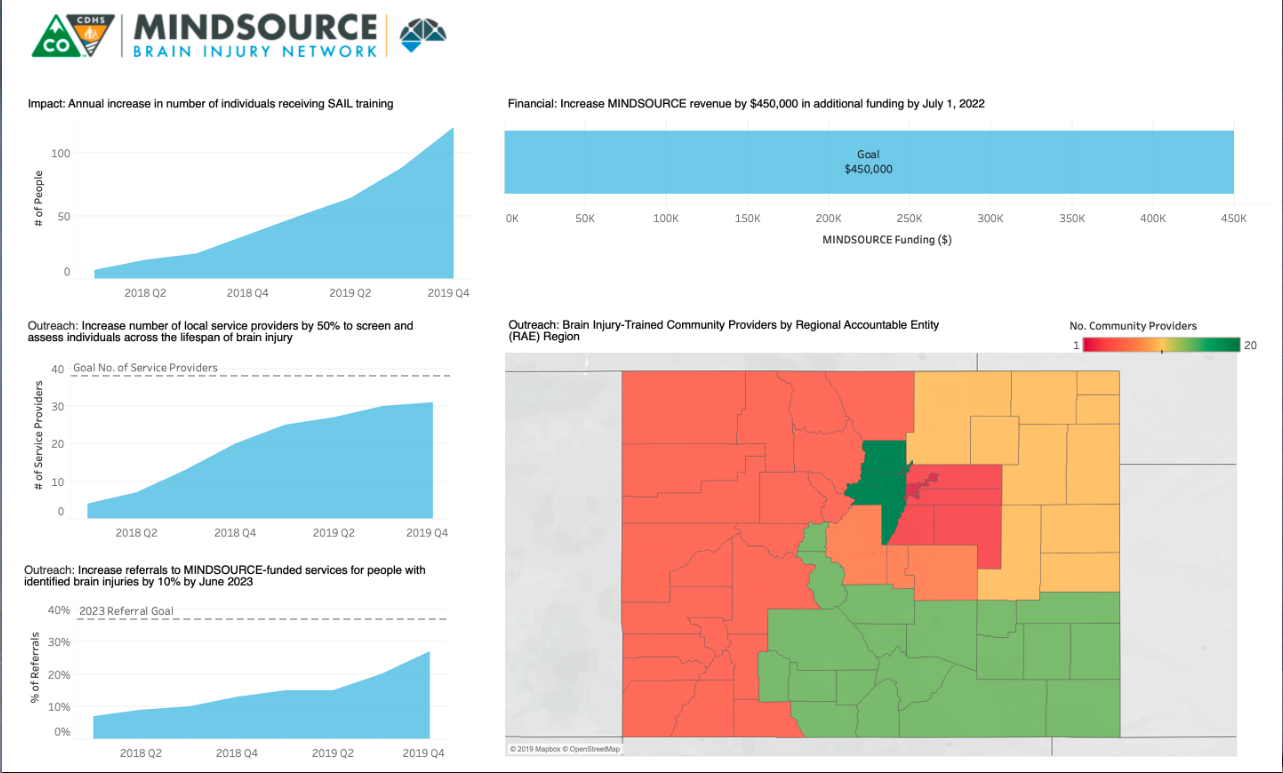 CDHS
CO
MINDSOURCE
BRAIN INJURY NETWORK
Impact: Annual increase in number of individuals receiving SAIL training
# of People
100
50
0
2018 Q2
2018 Q4
2019 Q2
2019 Q4
Financial: Increase MINDSOURCE revenue by $450,000 in additional funding by July 1, 2022
Goal
$450,000
0K
50K
100K
150K
200K
250K
300K
350K
400K
450K
MINDSOURCE Funding ($)
Outreach: Increase number of local service providers by 50% to screen and
assess individuals across the lifespan of brain injury
Goal No. of Service Providers
# of Service Providers
40
30
20
10
0
2018 Q2
2018 Q4
2019 Q2
2019 Q4
Outreach: Brain Injury-Trained Community Providers by Regional Accountable Entity
(RAE) Region
No. Community Providers
1
20
Colorado
© 2019 Mapbox © OpenStreetMap
Outreach: Increase referrals to MINDSOURCE-funded services for people with
identified brain injuries by 10% by June 2023
2023 Referral Goal
% of Referrals
40%
30%
20%
10%
0%
2018 Q2
2018 Q4
2019 Q2
2019 Q4